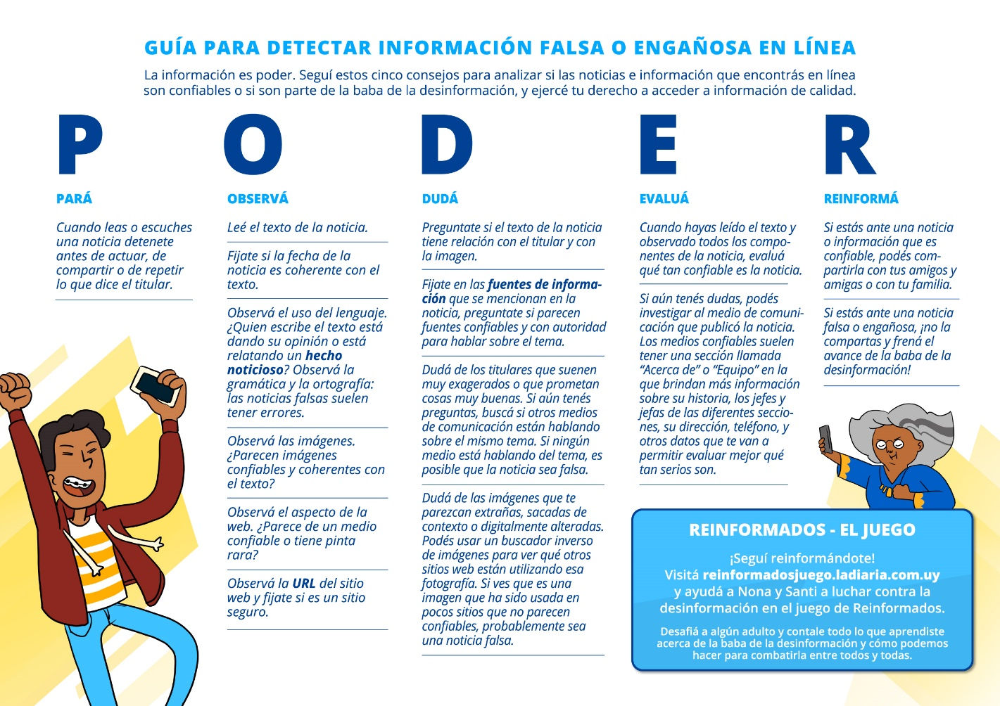 GUÍA PARA DETECTAR INFORMACIÓN FALSA O ENGAÑOSA EN LÍNEA
La información es poder. Seguí estos cinco consejos para analizar si las noticias e información que encontrás en línea
son confiables o si son parte de la baba de la desinformación, y ejercé tu derecho a acceder a información de calidad.
P
PARÁ
Cuando leas o escuches
una noticia detenete
antes de actuar, de
compartir o de repetir
lo que dice el titular.
O
OBSERVÁ
Leé el texto de la noticia.
Fijate si la fecha de la
noticia es coherente con el
texto.
Observá el uso del lenguaje.
¿Quien escribe el texto está
dando su opinión o está
relatando un hecho
noticioso? Observá la
gramática y la ortografía:
las noticias falsas suelen
tener errores.
Observá las imágenes.
¿Parecen imágenes
confiables y coherentes con
el texto?
Observá el aspecto de la
web. ¿Parece de un medio
confiable o tiene pinta
rara?
Observá la URL del sitio
web y fijate si es un sitio
seguro.
D
DUDÁ
Preguntate si el texto de la noticia
tiene relación con el titular y con
la imagen.
Fijate en las fuentes de informa-
ción que se mencionan en la
noticia, preguntate si parecen
fuentes confiables y con autoridad
para hablar sobre el tema.
Dudá de los titulares que suenen
muy exagerados o que prometan
cosas muy buenas. Si aún tenés
preguntas, buscá si otros medios
de comunicación están hablando
sobre el mismo tema. Si ningún
medio está hablando del tema, es
posible que la noticia sea falsa.
Dudá de las imágenes que te
parezcan extrañas, sacadas de
contexto o digitalmente alteradas.
Podés usar un buscador inverso
de imágenes para ver qué otros
sitios web están utilizando esa
fotografía. Si ves que es una
imagen que ha sido usada en
pocos sitios que no parecen
confiables, probablemente sea
una noticia falsa.
E
EVALUÁ
Cuando hayas leído el texto y
observado todos los compo-
nentes de la noticia, evaluá
qué tan confiable es la noticia.
Si aún tenés dudas, podés
investigar al medio de comuni-
cación que publicó la noticia.
Los medios confiables suelen
tener una sección llamada
“Acerca de” o “Equipo” en la
que brindan más información
sobre su historia, los jefes y
jefas de las diferentes seccio-
nes, su dirección, teléfono, y
otros datos que te van a
permitir evaluar mejor qué
tan serios son.
R
REINFORMÁ
Si estás ante una noticia
o información que es
confiable, podés com-
partirla con tus amigos y
amigas o con tu familia.
Si estás ante una noticia
falsa o engañosa, ¡no la
compartas y frená el
avance de la baba de la
desinformación!
REINFORMADOS - EL JUEGO
¡Seguí reinformándote!
Visitá reinformadosjuego.ladiaria.com.uy
y ayudá a Nona y Santi a luchar contra la
desinformación en el juego de Reinformados.
Desafiá a algún adulto y contale todo lo que aprendiste
acerca de la baba de la desinformación y cómo podemos
hacer para combatirla entre todos y todas.